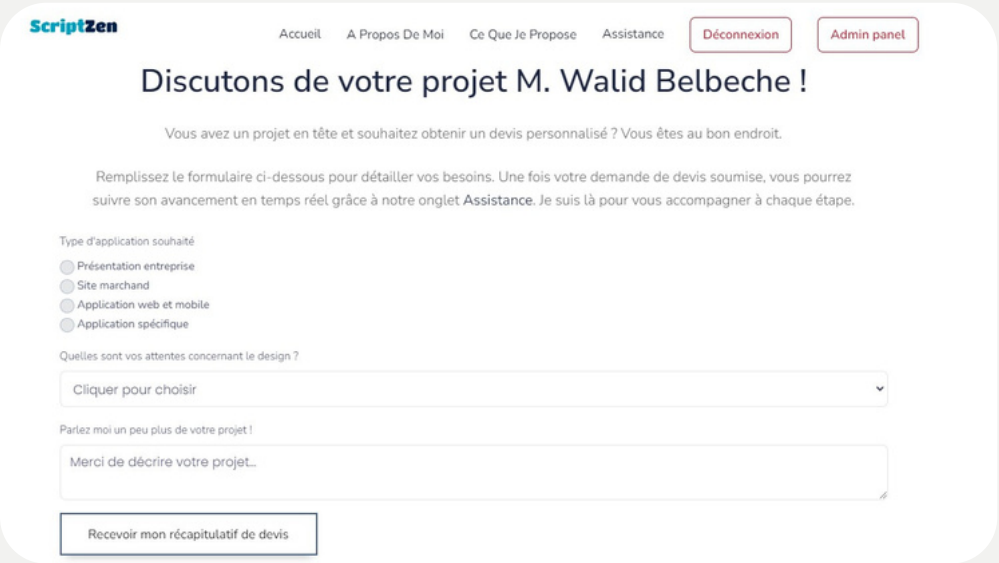 ScriptZen
Accueil A Propos De Moi Ce Que Je Propose Assistance Déconnexion Admin panel
Discutons de votre projet M. Walid Belbeche !
Vous avez un projet en tête et souhaitez obtenir un devis personnalisé ? Vous êtes au bon endroit.
Remplissez le formulaire ci-dessous pour détailler vos besoins. Une fois votre demande de devis soumise, vous pourrez
suivre son avancement en temps réel grâce à notre onglet Assistance. Je suis là pour vous accompagner à chaque étape.
Type d'application souhaité
Présentation entreprise
Site marchand
Application web et mobile
Application spécifique
Quelles sont vos attentes concernant le design ?
Cliquer pour choisir
Parlez moi un peu plus de votre projet !
Merci de décrire votre projet...
Recevoir mon récapitulatif de devis